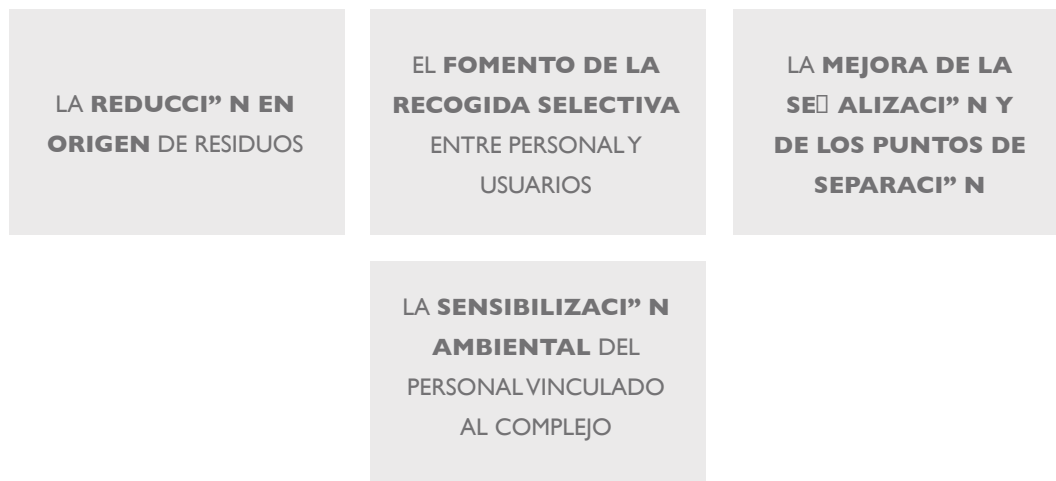 LA REDUCCI” N EN
ORIGEN DE RESIDUOS
EL FOMENTO DE LA
RECOGIDA SELECTIVA
ENTRE PERSONAL Y
USUARIOS
LA MEJORA DE LA
SE▯ ALIZACI” N Y
DE LOS PUNTOS DE
SEPARACI” N
LA SENSIBILIZACI” N
AMBIENTAL DEL
PERSONAL VINCULADO
AL COMPLEJO